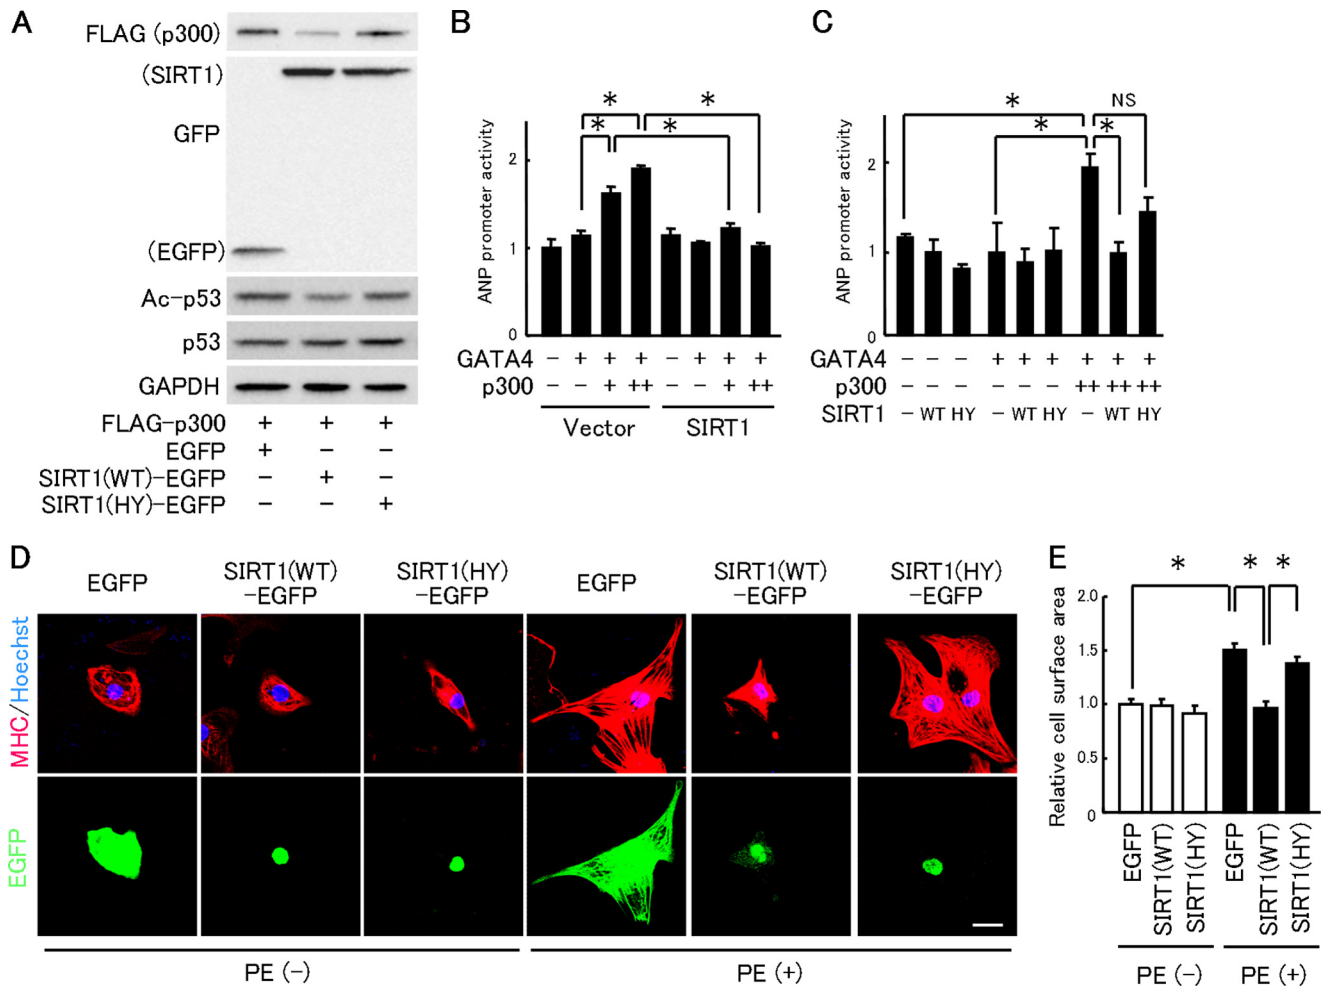 A
FLAG (p300)
(SIRT1)
GFP
(EGFP)
Ac-p53
p53
GAPDH
FLAG-p300 + + +
EGFP + − −
SIRT1(WT)-EGFP − + −
SIRT1(HY)-EGFP − − +
B
ANP promoter activity
2
1
0
* * * *
GATA4 − + + + − + + +
p300 + ++ + ++
Vector SIRT1
C
ANP promoter activity
2
1
0
* * * NS
GATA4 − − − + + + + + +
p300 ++ ++ ++
SIRT1 − WT HY − WT HY − WT HY
D
EGFP
SIRT1(WT)
-EGFP
SIRT1(HY)
-EGFP
EGFP
SIRT1(WT)
-EGFP
SIRT1(HY)
-EGFP
MHC/Hoechst
EGFP
PE (−) PE (+)
E
Relative cell surface area
2.0
1.5
1.0
0.5
0
* * *
EGFP
SIRT1(WT)
SIRT1(HY)
EGFP
SIRT1(WT)
SIRT1(HY)
PE (−) PE (+)